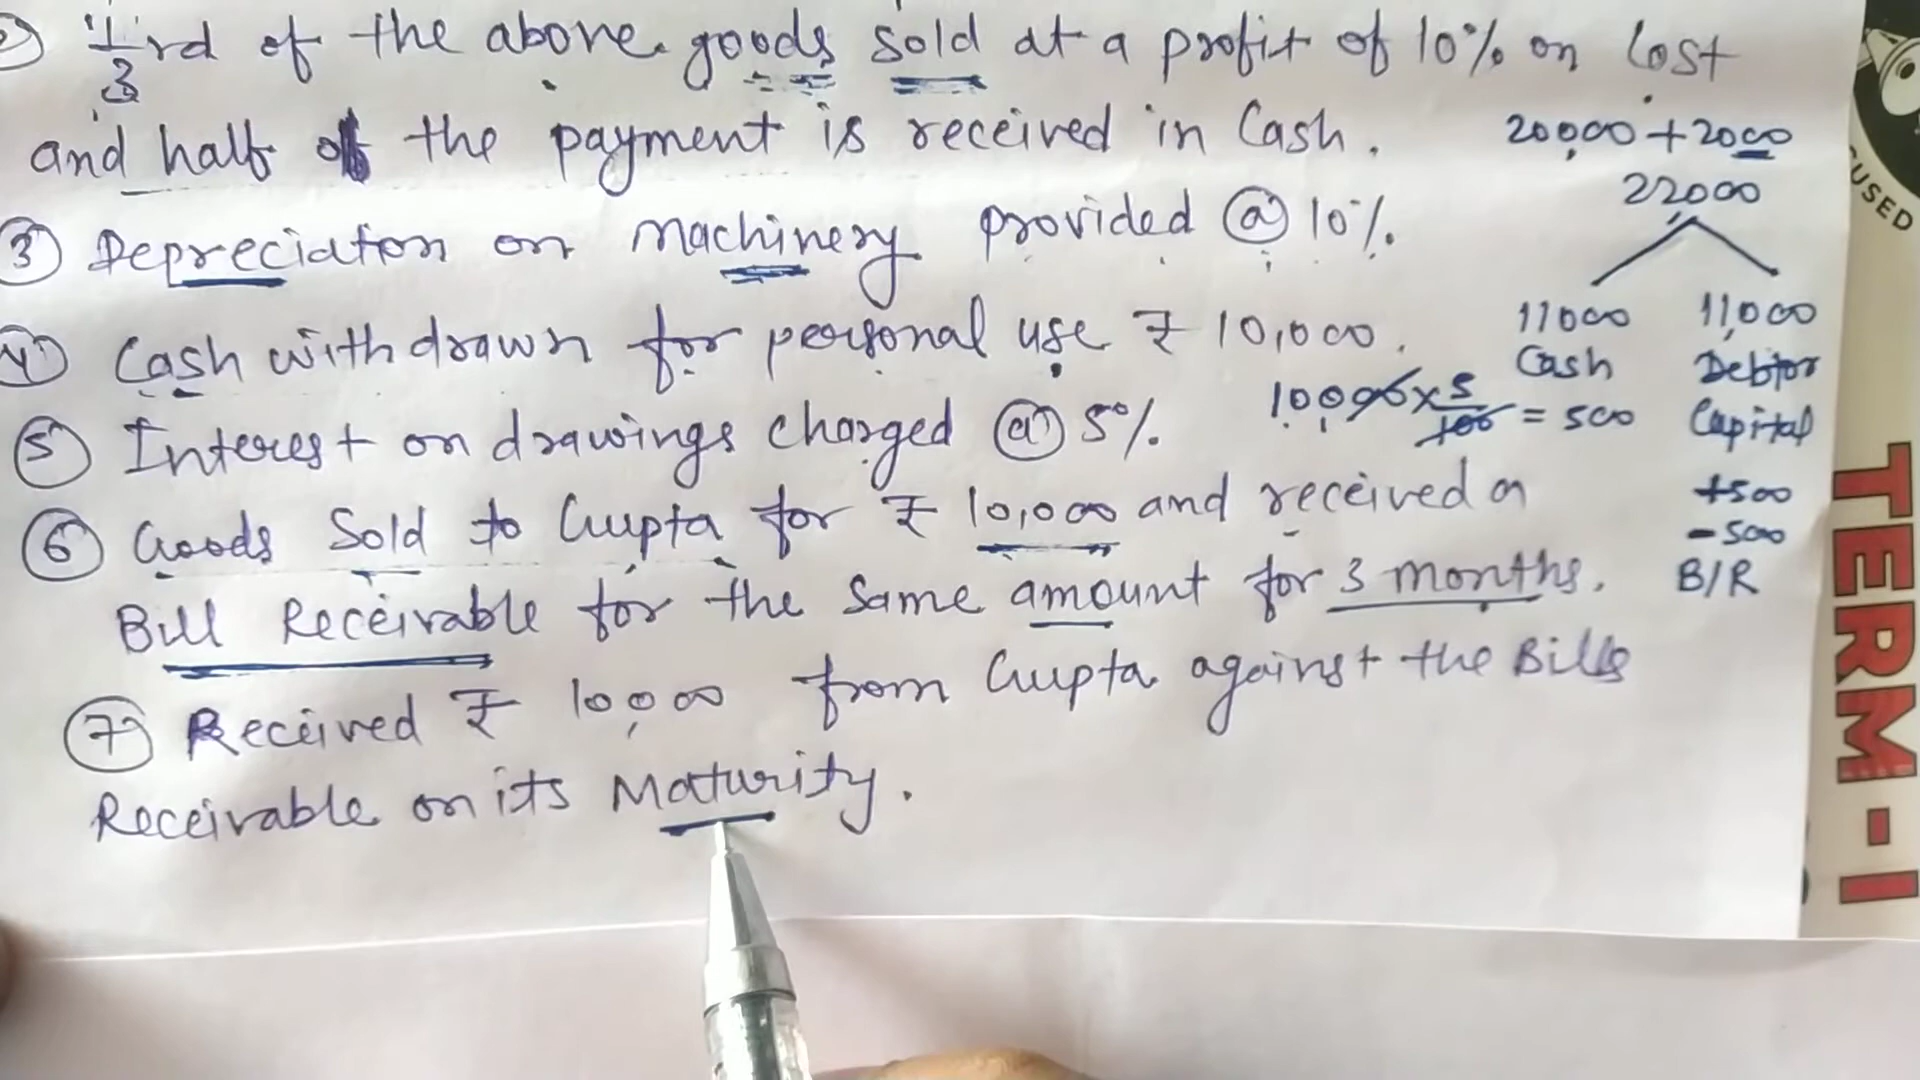 ② 1/3rd of the above goods sold at a profit of 10% on Cost
and half of the payment is received in Cash.
20,000 + 2000
22000
③ Depreciation on Machinery provided @ 10%.
11000 11,000
Cash Debtor
④ Cash withdrawn for personal use ₹ 10,000.
10,000 x 5/100 = 500
Capital
⑤ Interest on drawings charged @ 5%.
+500
-500
⑥ Goods Sold to Gupta for ₹ 10,000 and received a
B/R
Bill Receivable for the Same amount for 3 months.
⑦ Received ₹ 10,000 from Gupta against the Bills
Receivable on its Maturity.
USED
TERM-I